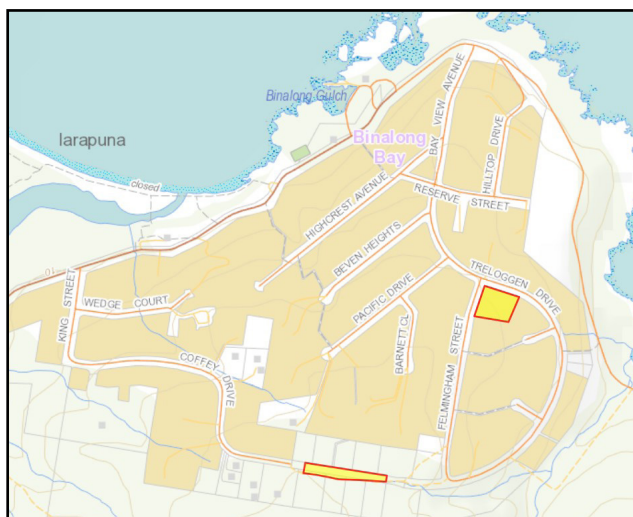 Binalong Gulch
larapuna
Binalong
Bay
closed
BAY VIEW AVENUE
HILLTOP DRIVE
HIGHCREST AVENUE
RESERVE STREET
BEVEN HEIGHTS
TRELOGGEN DRIVE
PACIFIC DRIVE
KING STREET
WEDGE COURT
BARNETT CL
FELMINGHAM STREET
COFFEY DRIVE